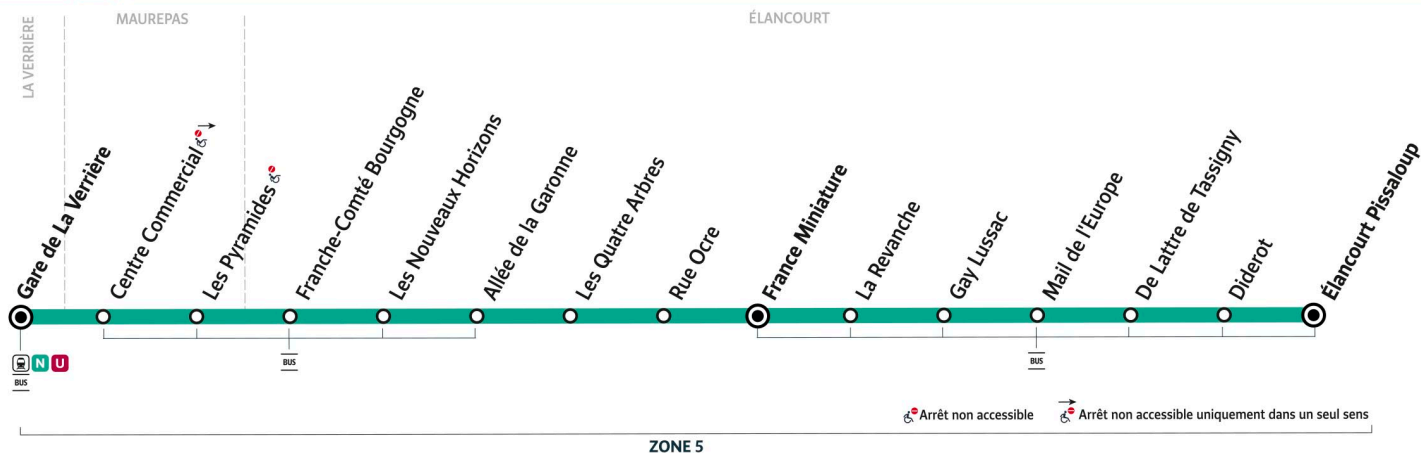 LA VERRIÈRE
MAUREPAS
ÉLANCOURT
Gare de La Verrière
Centre Commercial
Les Pyramides
Franche-Comté Bourgogne
Les Nouveaux Horizons
Allée de la Garonne
Les Quatre Arbres
Rue Ocre
France Miniature
La Revanche
Gay Lussac
Mail de l'Europe
De Lattre de Tassigny
Diderot
Élancourt Pissaloup
N U
BUS
BUS
BUS
Arrêt non accessible
Arrêt non accessible uniquement dans un seul sens
ZONE 5